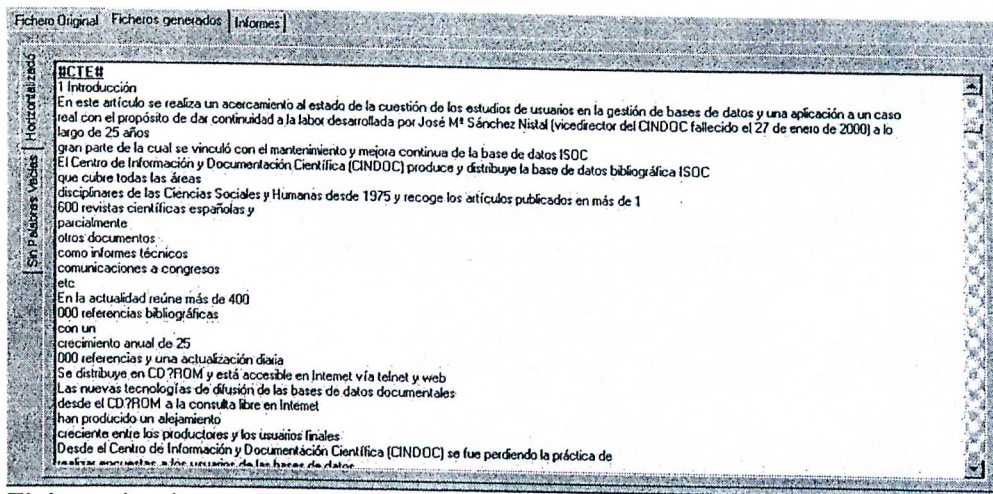 Fichero Original Ficheros generados Informes
Sin Palabras Vacías Horizontalizado
#CTE#
1 Introducción
En este artículo se realiza un acercamiento al estado de la cuestión de los estudios de usuarios en la gestión de bases de datos y una aplicación a un caso
real con el propósito de dar continuidad a la labor desarrollada por José Mª Sánchez Nistal (vicedirector del CINDOC fallecido el 27 de enero de 2000) a lo
largo de 25 años
gran parte de la cual se vinculó con el mantenimiento y mejora continua de la base de datos ISOC
El Centro de Información y Documentación Científica (CINDOC) produce y distribuye la base de datos bibliográfica ISOC
que cubre todas las áreas
disciplinares de las Ciencias Sociales y Humanas desde 1975 y recoge los artículos publicados en más de 1
600 revistas científicas españolas y
parcialmente
otros documentos
como informes técnicos
comunicaciones a congresos
etc
En la actualidad reúne más de 400
000 referencias bibliográficas
con un
crecimiento anual de 25
000 referencias y una actualización diaria
Se distribuye en CD?ROM y está accesible en Internet vía telnet y web
Las nuevas tecnologías de difusión de las bases de datos documentales
desde el CD?ROM a la consulta libre en Internet
han producido un alejamiento
creciente entre los productores y los usuarios finales
Desde el Centro de Información y Documentación Científica (CINDOC) se fue perdiendo la práctica de
realizar encuestas a los usuarios de las bases de dator